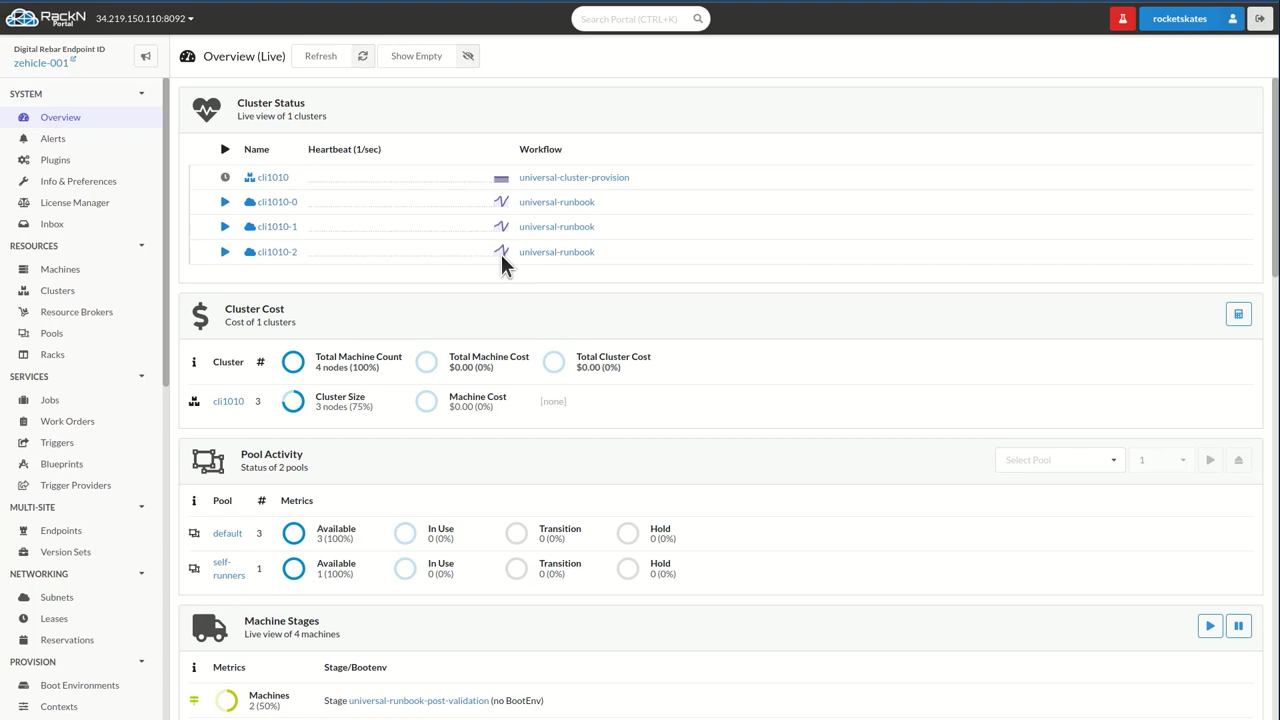 RackN
Portal
34.219.150.110:8092
Search Portal (CTRL+K)
rocketskates
Digital Rebar Endpoint ID
zehicle-001
Overview (Live)
Refresh
Show Empty
SYSTEM
Overview
Alerts
Plugins
Info & Preferences
License Manager
Inbox
RESOURCES
Machines
Clusters
Resource Brokers
Pools
Racks
SERVICES
Jobs
Work Orders
Triggers
Blueprints
Trigger Providers
MULTI-SITE
Endpoints
Version Sets
NETWORKING
Subnets
Leases
Reservations
PROVISION
Boot Environments
Contexts
Cluster Status
Live view of 1 clusters
Name Heartbeat (1/sec) Workflow
cli1010 universal-cluster-provision
cli1010-0 universal-runbook
cli1010-1 universal-runbook
cli1010-2 universal-runbook
Cluster Cost
Cost of 1 clusters
Cluster # Total Machine Count Total Machine Cost Total Cluster Cost
4 nodes (100%) $0.00 (0%) $0.00 (0%)
cli1010 3 Cluster Size Machine Cost [none]
3 nodes (75%) $0.00 (0%)
Pool Activity
Status of 2 pools
Select Pool 1
Pool # Metrics
default 3 Available In Use Transition Hold
3 (100%) 0 (0%) 0 (0%) 0 (0%)
self-
runners 1 Available In Use Transition Hold
1 (100%) 0 (0%) 0 (0%) 0 (0%)
Machine Stages
Live view of 4 machines
Metrics Stage/Bootenv
Machines
2 (50%) Stage universal-runbook-post-validation (no BootEnv)